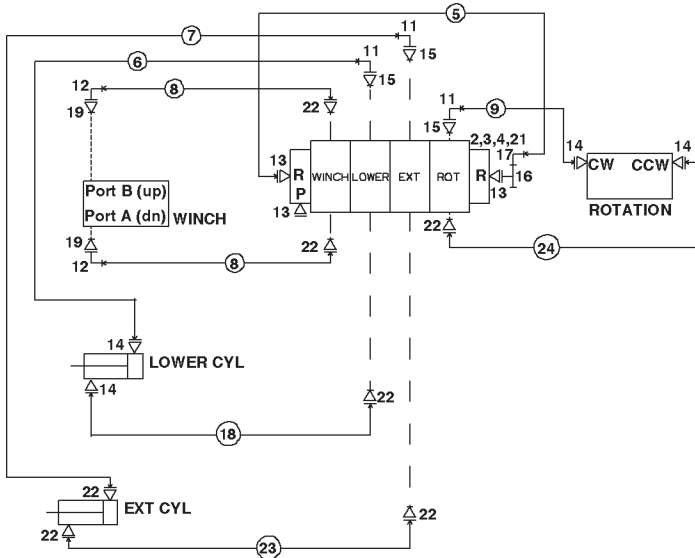 5
7
11
6
11
15
15
12
8
22
11
9
19
15
2,3,4,21
17
14
14
13
R
P
WINCH
LOWER
EXT
ROT
R
16
CW
CCW
13
13
ROTATION
Port B (up)
Port A (dn)
WINCH
19
12
8
22
22
24
14
LOWER CYL
14
22
18
22
EXT CYL
22
22
23